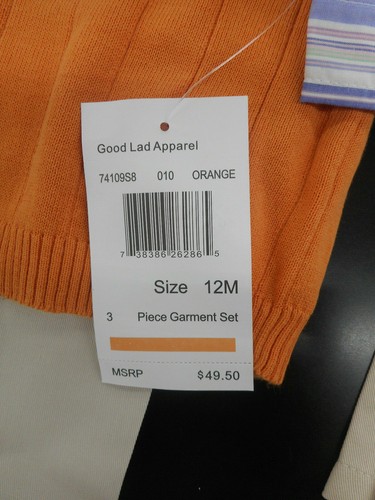 Good Lad Apparel
74109S8 010 ORANGE
7 38386 26286 5
Size 12M
3 Piece Garment Set
MSRP $49.50